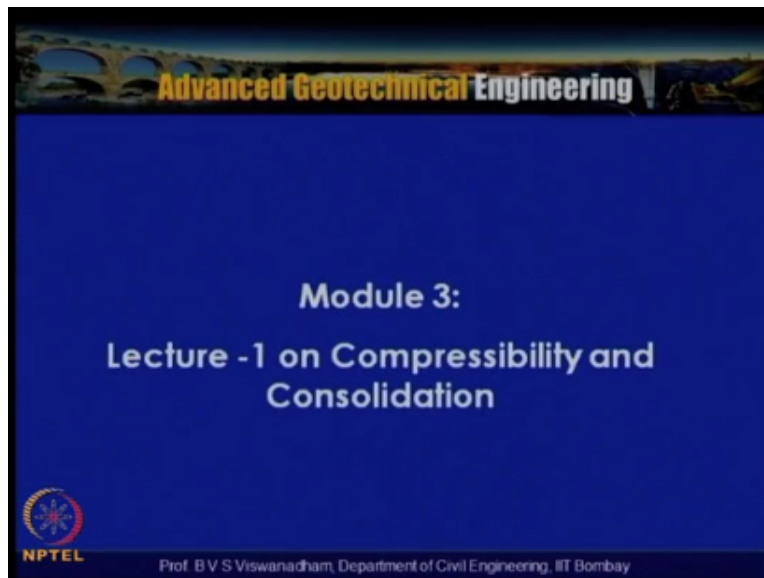 Advanced Geotechnical Engineering
Module 3:
Lecture -1 on Compressibility and
Consolidation
NPTEL
Prof. B V S Viswanadham, Department of Civil Engineering, IIT Bombay